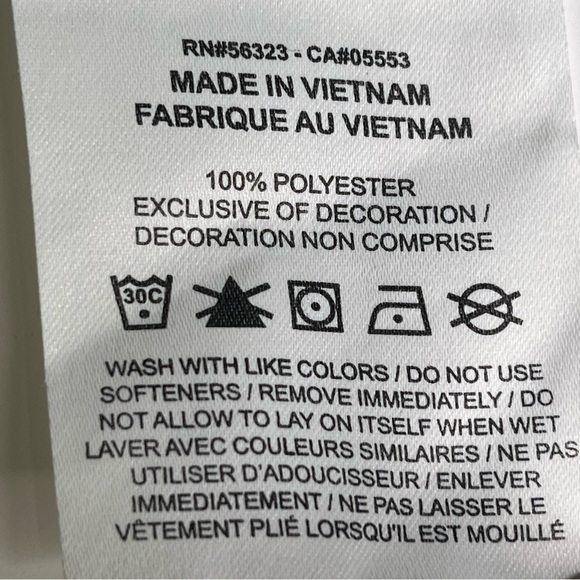 RN#56323 - CA#05553
MADE IN VIETNAM
FABRIQUE AU VIETNAM
100% POLYESTER
EXCLUSIVE OF DECORATION /
DECORATION NON COMPRISE
30C
WASH WITH LIKE COLORS / DO NOT USE
SOFTENERS / REMOVE IMMEDIATELY / DO
NOT ALLOW TO LAY ON ITSELF WHEN WET
LAVER AVEC COULEURS SIMILAIRES / NE PAS
UTILISER D'ADOUCISSEUR / ENLEVER
IMMEDIATEMENT / NE PAS LAISSER LE
VÊTEMENT PLIÉ LORSQU'IL EST MOUILLÉ